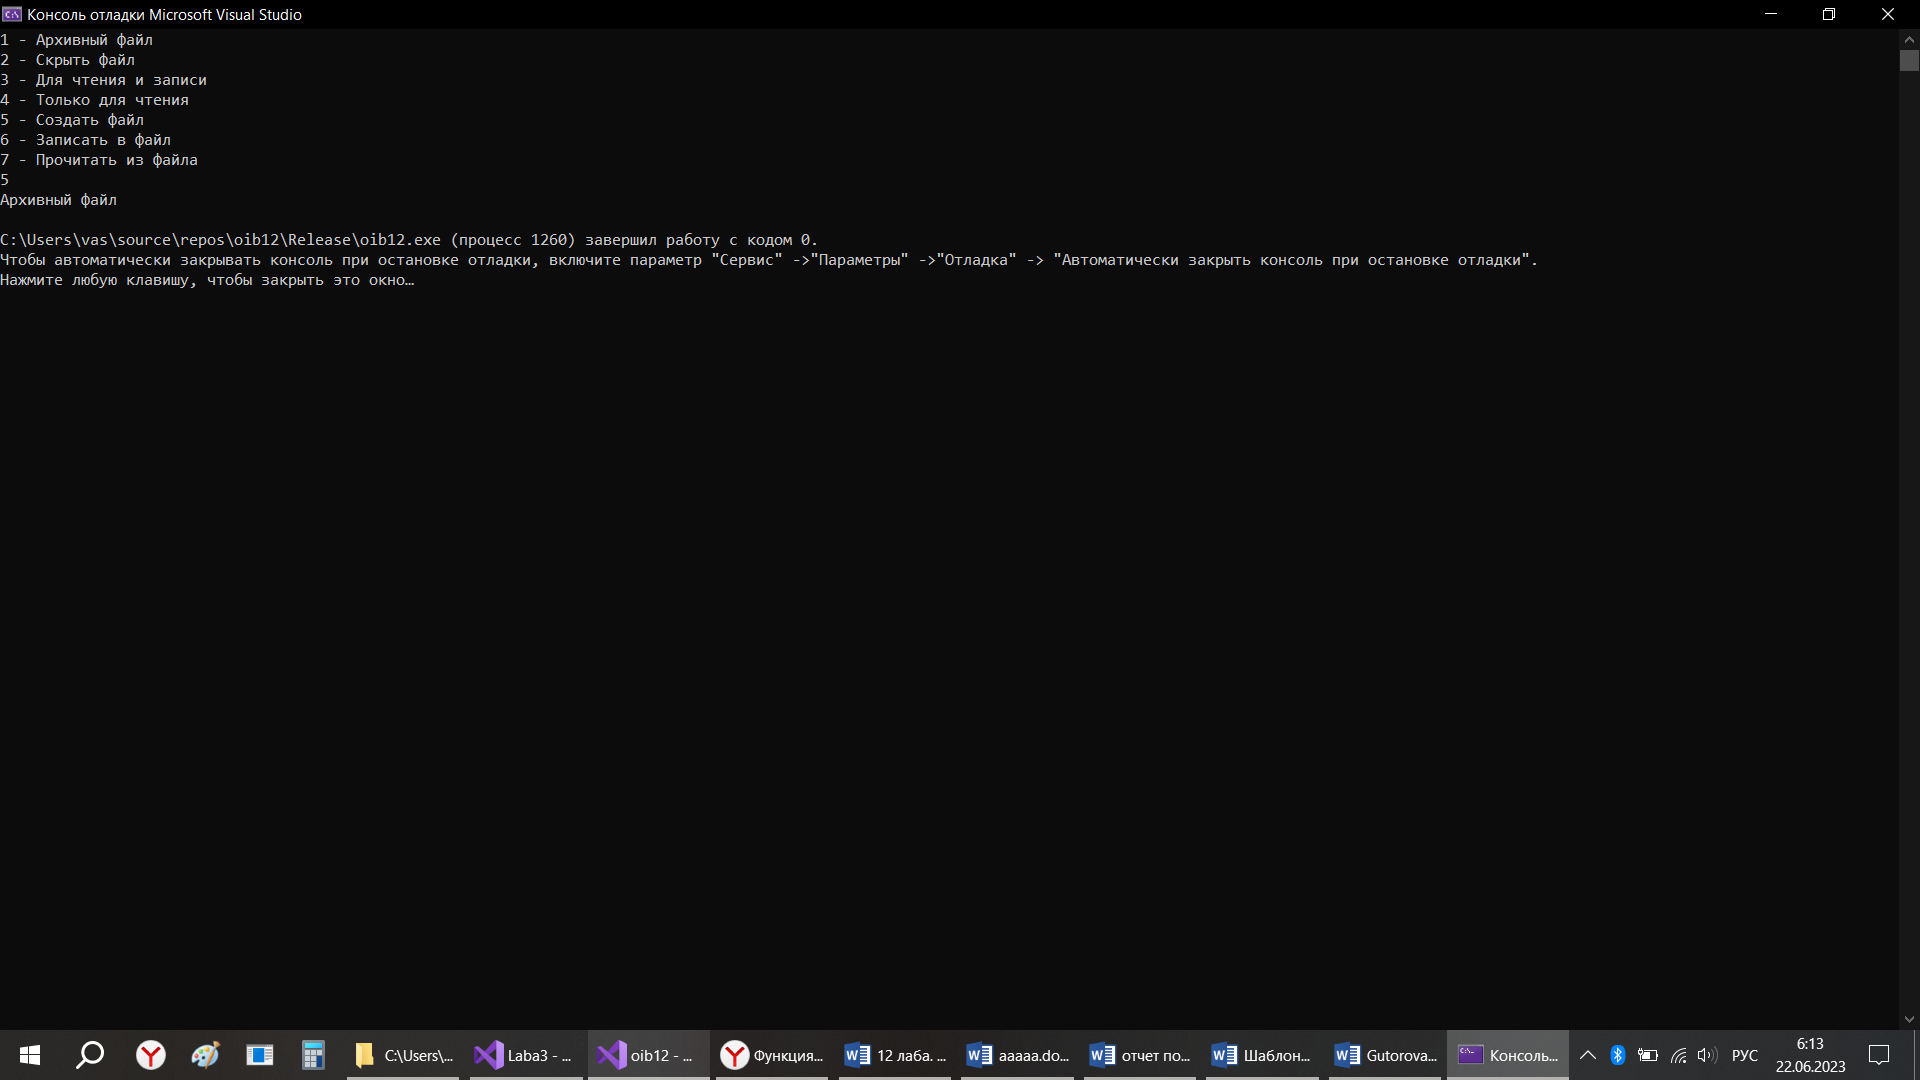 Консоль отладки Microsoft Visual Studio
1 - Архивный файл
2 - Скрыть файл
3 - Для чтения и записи
4 - Только для чтения
5 - Создать файл
6 - Записать в файл
7 - Прочитать из файла
5
Архивный файл
C:\Users\vas\source\repos\oib12\Release\oib12.exe (процесс 1260) завершил работу с кодом 0.
Чтобы автоматически закрывать консоль при остановке отладки, включите параметр "Сервис" ->"Параметры" ->"Отладка" -> "Автоматически закрыть консоль при остановке отладки".
Нажмите любую клавишу, чтобы закрыть это окно…
C:\Users\...
Laba3 - ...
oib12 - ...
Функция...
12 лаба. ...
aaaaa.do...
отчет по...
Шаблон...
Gutorova...
Консоль...
РУС
6:13
22.06.2023